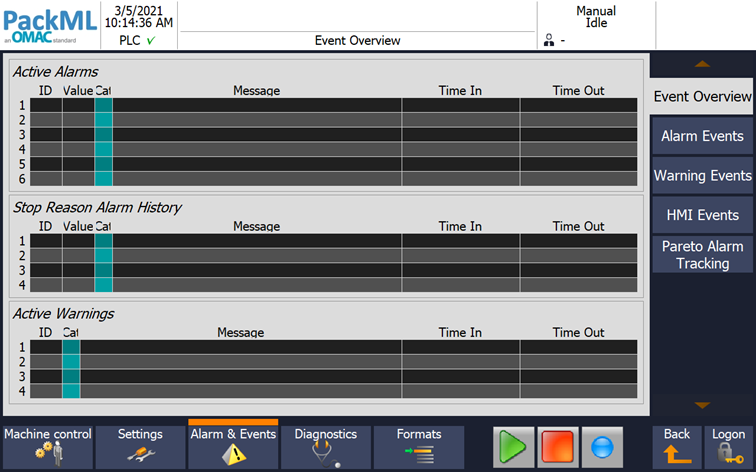 PackML
an OMAC standard
3/5/2021
10:14:36 AM
PLC ✓
Event Overview
Manual
Idle
-
Active Alarms
ID Value Cat Message Time In Time Out
1
2
3
4
5
6
Stop Reason Alarm History
ID Value Cat Message Time In Time Out
1
2
3
4
Active Warnings
ID Cat Message Time In Time Out
1
2
3
4
Event Overview
Alarm Events
Warning Events
HMI Events
Pareto Alarm
Tracking
Machine control
Settings
Alarm & Events
Diagnostics
Formats
Back
Logon